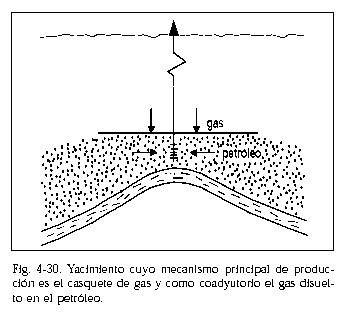 gas
petróleo
Fig. 4-30. Yacimiento cuyo mecanismo principal de produc-
ción es el casquete de gas y como coadyutorio el gas disuel-
to en el petróleo.